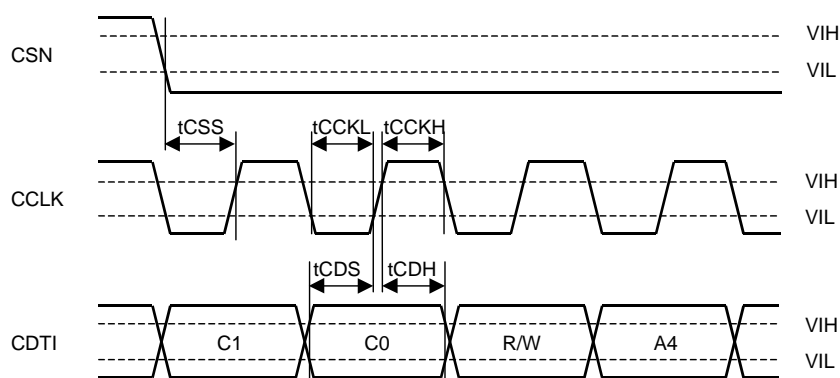 CSN
VIH
VIL
tCSS
tCCKL
tCCKH
CCLK
VIH
VIL
tCDS
tCDH
CDTI
C1
C0
R/W
A4
VIH
VIL